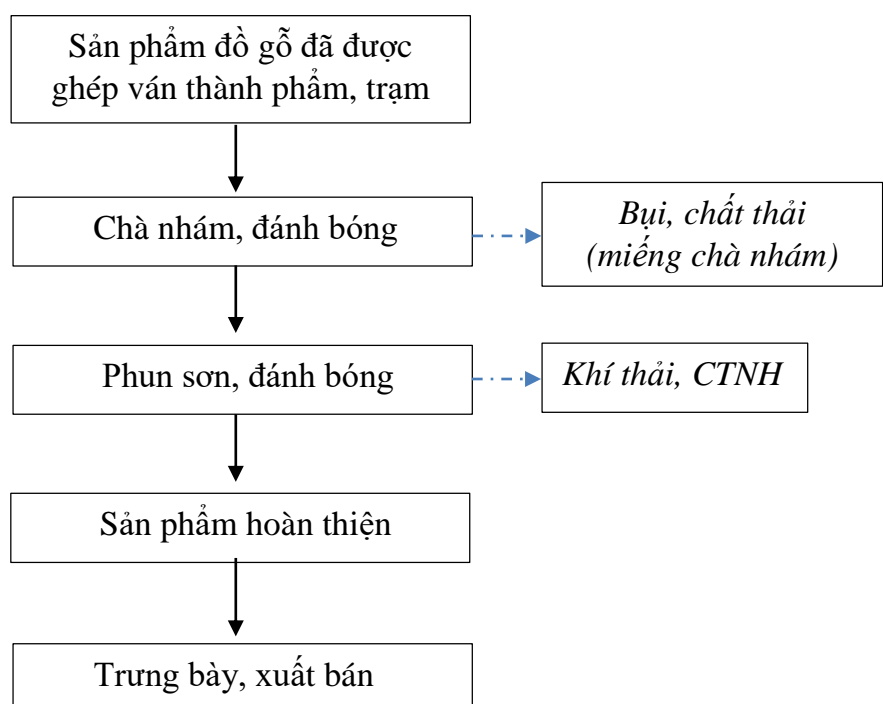 Sản phẩm đồ gỗ đã được
ghép ván thành phẩm, trạm
Chà nhám, đánh bóng
Bụi, chất thải
(miếng chà nhám)
Phun sơn, đánh bóng
Khí thải, CTNH
Sản phẩm hoàn thiện
Trưng bày, xuất bán